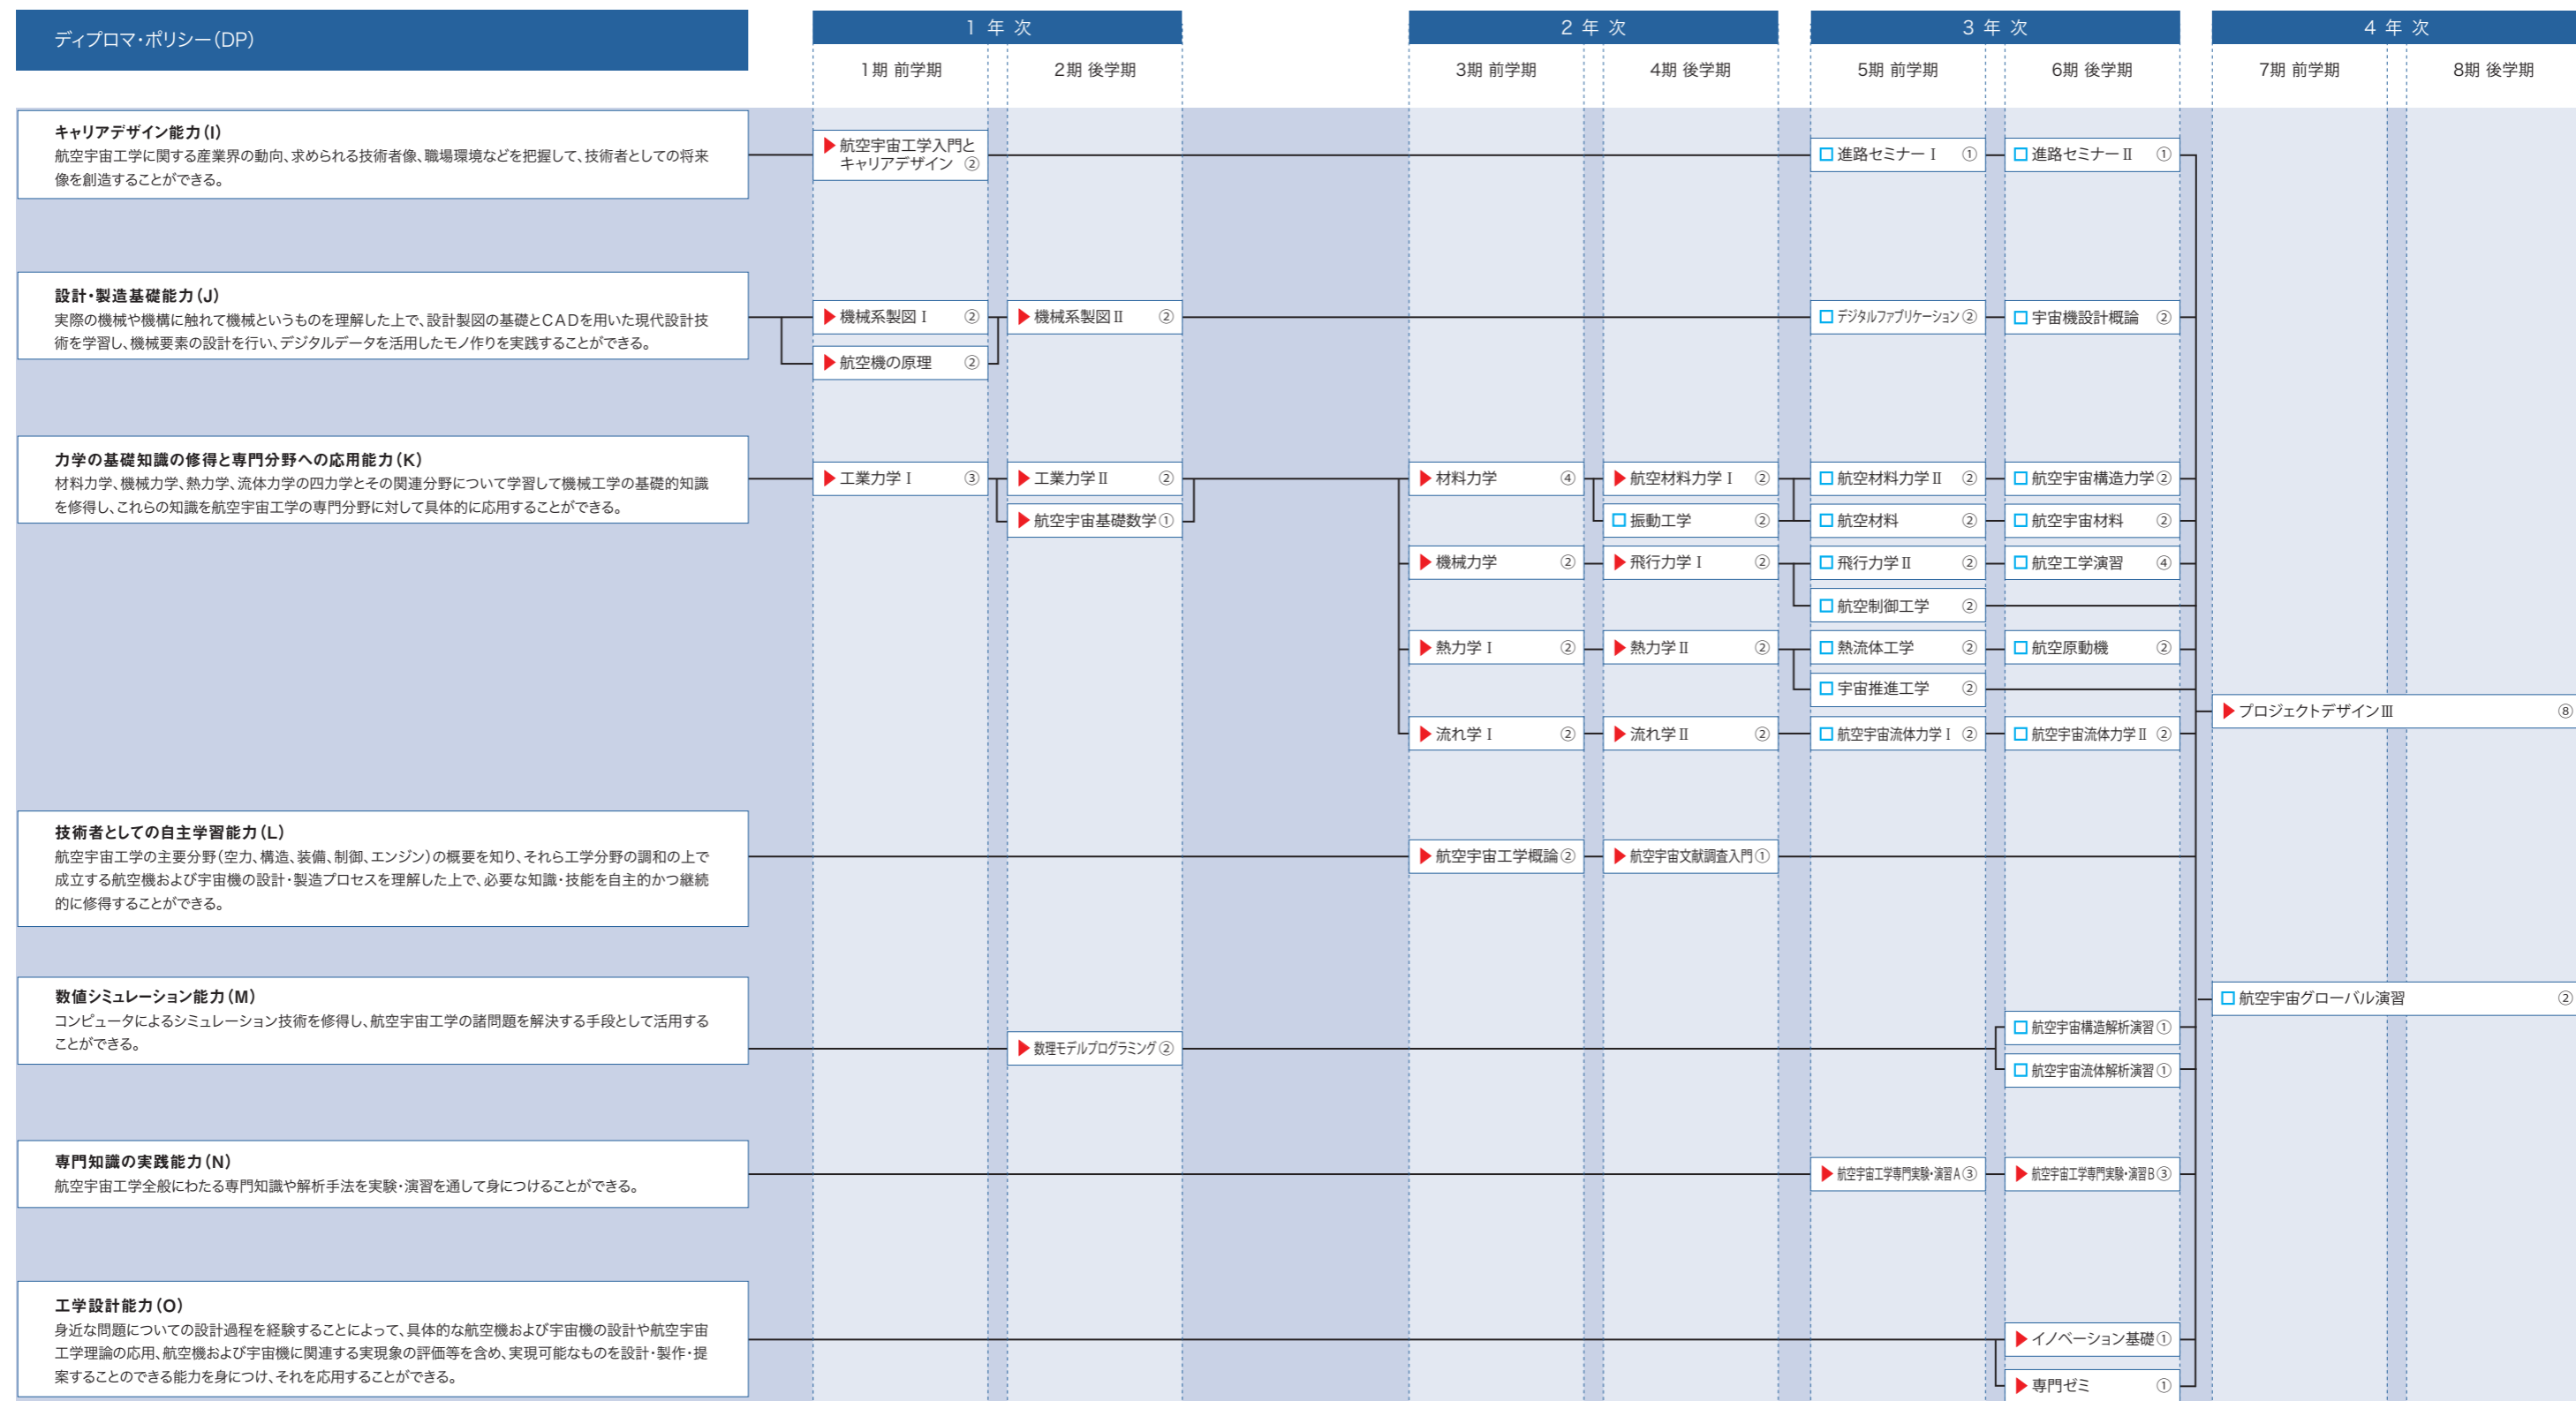 ディプロマ・ポリシー（DP）
1 年 次
2 年 次
3 年 次
4 年 次
1期 前学期
2期 後学期
3期 前学期
4期 後学期
5期 前学期
6期 後学期
7期 前学期
8期 後学期
キャリアデザイン能力（I）
航空宇宙工学に関する産業界の動向、求められる技術者像、職場環境などを把握して、技術者としての将来
像を創造することができる。
▶航空宇宙工学入門と
キャリアデザイン ②
□進路セミナーⅠ ①
□進路セミナーⅡ ①
設計・製造基礎能力（J）
実際の機械や機構に触れて機械というものを理解した上で、設計製図の基礎とCADを用いた現代設計技
術を学習し、機械要素の設計を行い、デジタルデータを活用したモノ作りを実践することができる。
▶機械系製図Ⅰ ②
▶機械系製図Ⅱ ②
□デジタルファブリケーション②
□宇宙機設計概論 ②
▶航空機の原理 ②
力学の基礎知識の修得と専門分野への応用能力（K）
材料力学、機械力学、熱力学、流体力学の四力学とその関連分野について学習して機械工学の基礎的知識
を修得し、これらの知識を航空宇宙工学の専門分野に対して具体的に応用することができる。
▶工業力学Ⅰ ③
▶工業力学Ⅱ ②
▶材料力学 ④
▶航空材料力学Ⅰ ②
□航空材料力学Ⅱ ②
□航空宇宙構造力学②
▶航空宇宙基礎数学①
□振動工学 ②
□航空材料 ②
□航空宇宙材料 ②
▶機械力学 ②
▶飛行力学Ⅰ ②
□飛行力学Ⅱ ②
□航空工学演習 ④
□航空制御工学 ②
▶熱力学Ⅰ ②
▶熱力学Ⅱ ②
□熱流体工学 ②
□航空原動機 ②
□宇宙推進工学 ②
▶プロジェクトデザインⅢ ⑧
▶流れ学Ⅰ ②
▶流れ学Ⅱ ②
□航空宇宙流体力学Ⅰ ②
□航空宇宙流体力学Ⅱ ②
技術者としての自主学習能力（L）
航空宇宙工学の主要分野（空力、構造、装備、制御、エンジン）の概要を知り、それら工学分野の調和の上で
成立する航空機および宇宙機の設計・製造プロセスを理解した上で、必要な知識・技能を自主的かつ継続
的に修得することができる。
▶航空宇宙工学概論②
▶航空宇宙文献調査入門①
数値シミュレーション能力（M）
コンピュータによるシミュレーション技術を修得し、航空宇宙工学の諸問題を解決する手段として活用する
ことができる。
□航空宇宙グローバル演習 ②
□航空宇宙構造解析演習①
▶数理モデルプログラミング②
□航空宇宙流体解析演習①
専門知識の実践能力（N）
航空宇宙工学全般にわたる専門知識や解析手法を実験・演習を通して身につけることができる。
▶航空宇宙工学専門実験・演習A③
▶航空宇宙工学専門実験・演習B③
工学設計能力（O）
身近な問題についての設計過程を経験することによって、具体的な航空機および宇宙機の設計や航空宇宙
工学理論の応用、航空機および宇宙機に関連する実現象の評価等を含め、実現可能なものを設計・製作・提
案することのできる能力を身につけ、それを応用することができる。
▶イノベーション基礎①
▶専門ゼミ ①